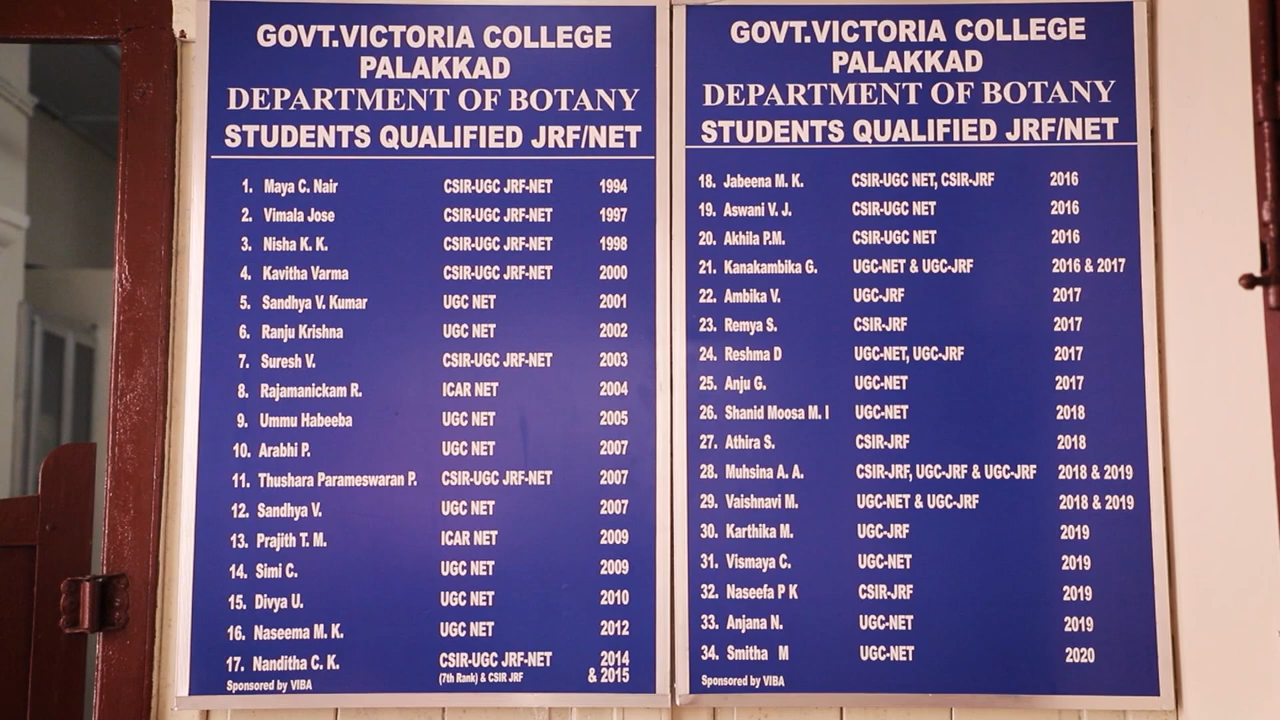 GOVT.VICTORIA COLLEGE
PALAKKAD
DEPARTMENT OF BOTANY
STUDENTS QUALIFIED JRF/NET
1. Maya C. Nair CSIR-UGC JRF-NET 1994
2. Vimala Jose CSIR-UGC JRF-NET 1997
3. Nisha K. K. CSIR-UGC JRF-NET 1998
4. Kavitha Varma CSIR-UGC JRF-NET 2000
5. Sandhya V. Kumar UGC NET 2001
6. Ranju Krishna UGC NET 2002
7. Suresh V. CSIR-UGC JRF-NET 2003
8. Rajamanickam R. ICAR NET 2004
9. Ummu Habeeba UGC NET 2005
10. Arabhi P. UGC NET 2007
11. Thushara Parameswaran P. CSIR-UGC JRF-NET 2007
12. Sandhya V. UGC NET 2007
13. Prajith T. M. ICAR NET 2009
14. Simi C. UGC NET 2009
15. Divya U. UGC NET 2010
16. Naseema M. K. UGC NET 2012
17. Nanditha C. K. CSIR-UGC JRF-NET 2014
(7th Rank) & CSIR JRF & 2015
Sponsored by VIBA
GOVT.VICTORIA COLLEGE
PALAKKAD
DEPARTMENT OF BOTANY
STUDENTS QUALIFIED JRF/NET
18. Jabeena M. K. CSIR-UGC NET, CSIR-JRF 2016
19. Aswani V. J. CSIR-UGC NET 2016
20. Akhila P.M. CSIR-UGC NET 2016
21. Kanakambika G. UGC-NET & UGC-JRF 2016 & 2017
22. Ambika V. UGC-JRF 2017
23. Remya S. CSIR-JRF 2017
24. Reshma D UGC-NET, UGC-JRF 2017
25. Anju G. UGC-NET 2017
26. Shanid Moosa M. I UGC-NET 2018
27. Athira S. CSIR-JRF 2018
28. Muhsina A. A. CSIR-JRF, UGC-JRF & UGC-JRF 2018 & 2019
29. Vaishnavi M. UGC-NET & UGC-JRF 2018 & 2019
30. Karthika M. UGC-JRF 2019
31. Vismaya C. UGC-NET 2019
32. Naseefa P K CSIR-JRF 2019
33. Anjana N. UGC-NET 2019
34. Smitha M UGC-NET 2020
Sponsored by VIBA